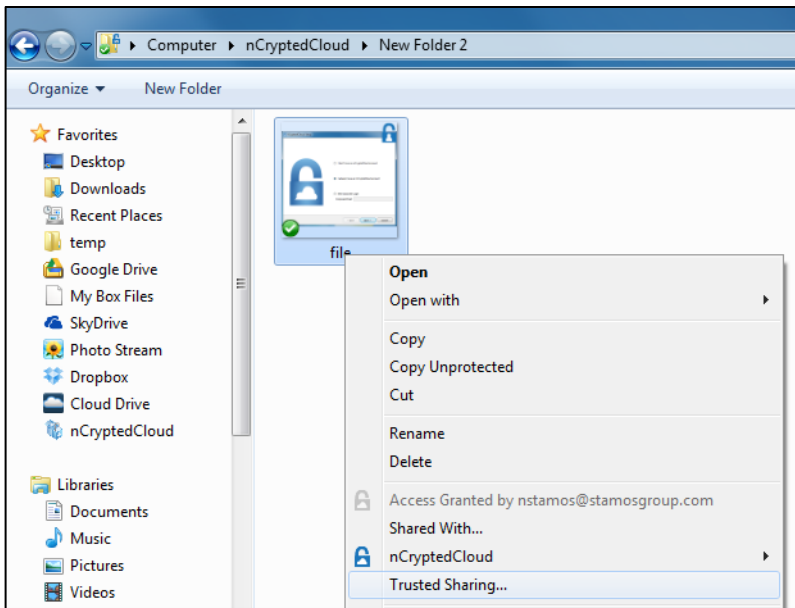 Computer ▸ nCryptedCloud ▸ New Folder 2
Organize ▼ New Folder
Favorites
Desktop
Downloads
Recent Places
temp
Google Drive
My Box Files
SkyDrive
Photo Stream
Dropbox
Cloud Drive
nCryptedCloud
Libraries
Documents
Music
Pictures
Videos
file
Open
Open with
Copy
Copy Unprotected
Cut
Rename
Delete
Access Granted by nstamos@stamosgroup.com
Shared With...
nCryptedCloud
Trusted Sharing...